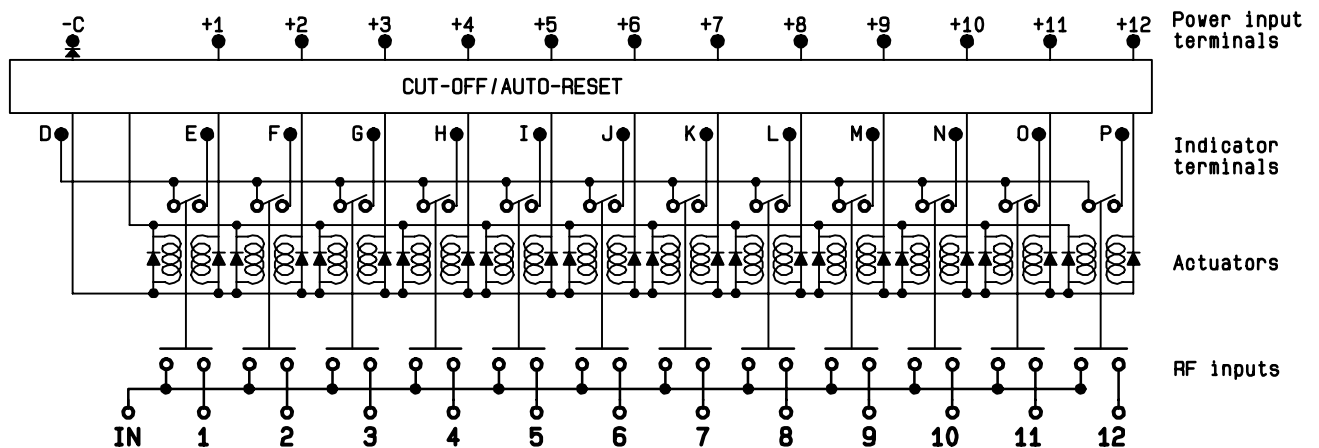 -C +1 +2 +3 +4 +5 +6 +7 +8 +9 +10 +11 +12 Power input
terminals
CUT-OFF/AUTO-RESET
D E F G H I J K L M N O P
Indicator
terminals
Actuators
RF inputs
IN 1 2 3 4 5 6 7 8 9 10 11 12